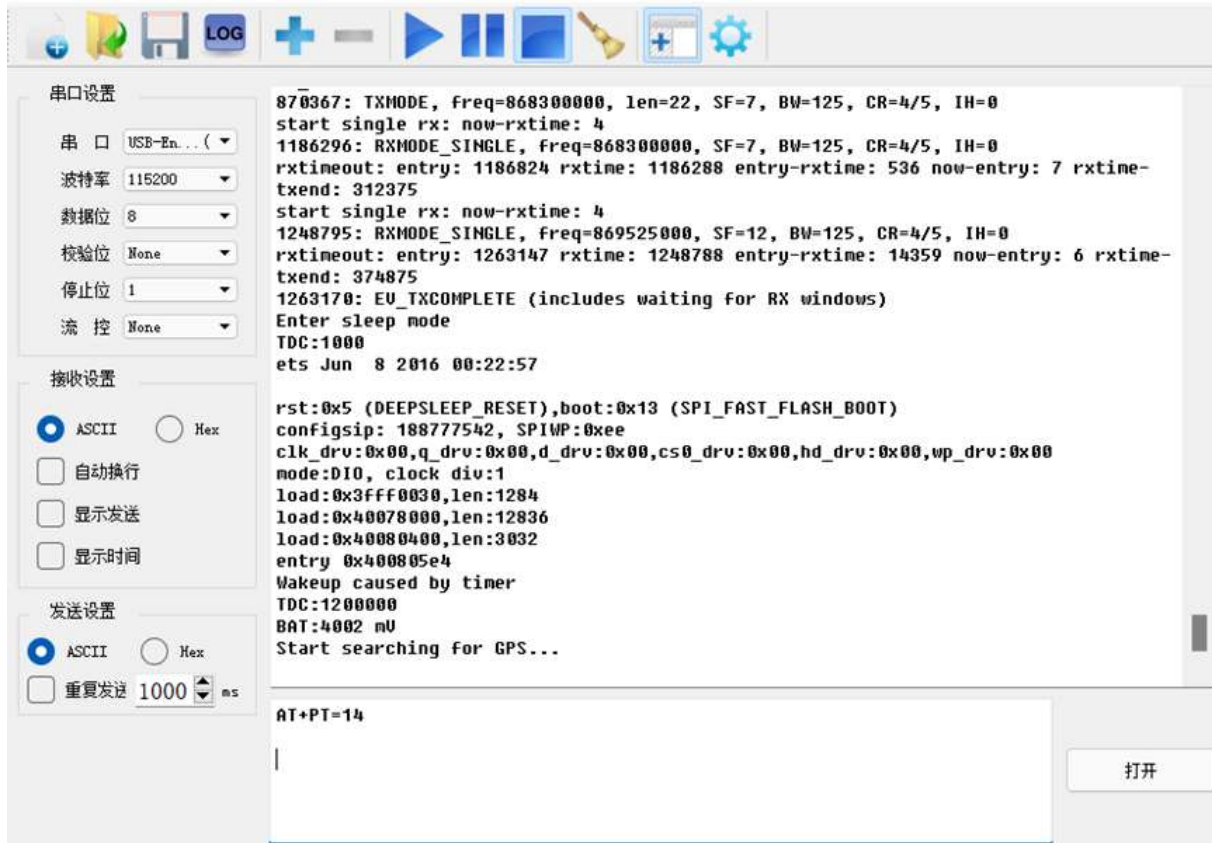 LOG
串口设置
串 口 USB-En...(
波特率 115200
数据位 8
校验位 None
停止位 1
流 控 None
接收设置
ASCII Hex
自动换行
显示发送
显示时间
发送设置
ASCII Hex
重复发送 1000 ms
870367: TXMODE, freq=868300000, len=22, SF=7, BW=125, CR=4/5, IH=0
start single rx: now-rxtime: 4
1186296: RXMODE_SINGLE, freq=868300000, SF=7, BW=125, CR=4/5, IH=0
rxtimeout: entry: 1186824 rxtime: 1186288 entry-rxtime: 536 now-entry: 7 rxtime-
txend: 312375
start single rx: now-rxtime: 4
1248795: RXMODE_SINGLE, freq=869525000, SF=12, BW=125, CR=4/5, IH=0
rxtimeout: entry: 1263147 rxtime: 1248788 entry-rxtime: 14359 now-entry: 6 rxtime-
txend: 374875
1263170: EV_TXCOMPLETE (includes waiting for RX windows)
Enter sleep mode
TDC:1000
ets Jun  8 2016 00:22:57
rst:0x5 (DEEPSLEEP_RESET),boot:0x13 (SPI_FAST_FLASH_BOOT)
configsip: 188777542, SPIWP:0xee
clk_drv:0x00,q_drv:0x00,d_drv:0x00,cs0_drv:0x00,hd_drv:0x00,wp_drv:0x00
mode:DIO, clock div:1
load:0x3fff0030,len:1284
load:0x40078000,len:12836
load:0x40080400,len:3032
entry 0x400805e4
Wakeup caused by timer
TDC:1200000
BAT:4002 mV
Start searching for GPS...
AT+PT=14
打开